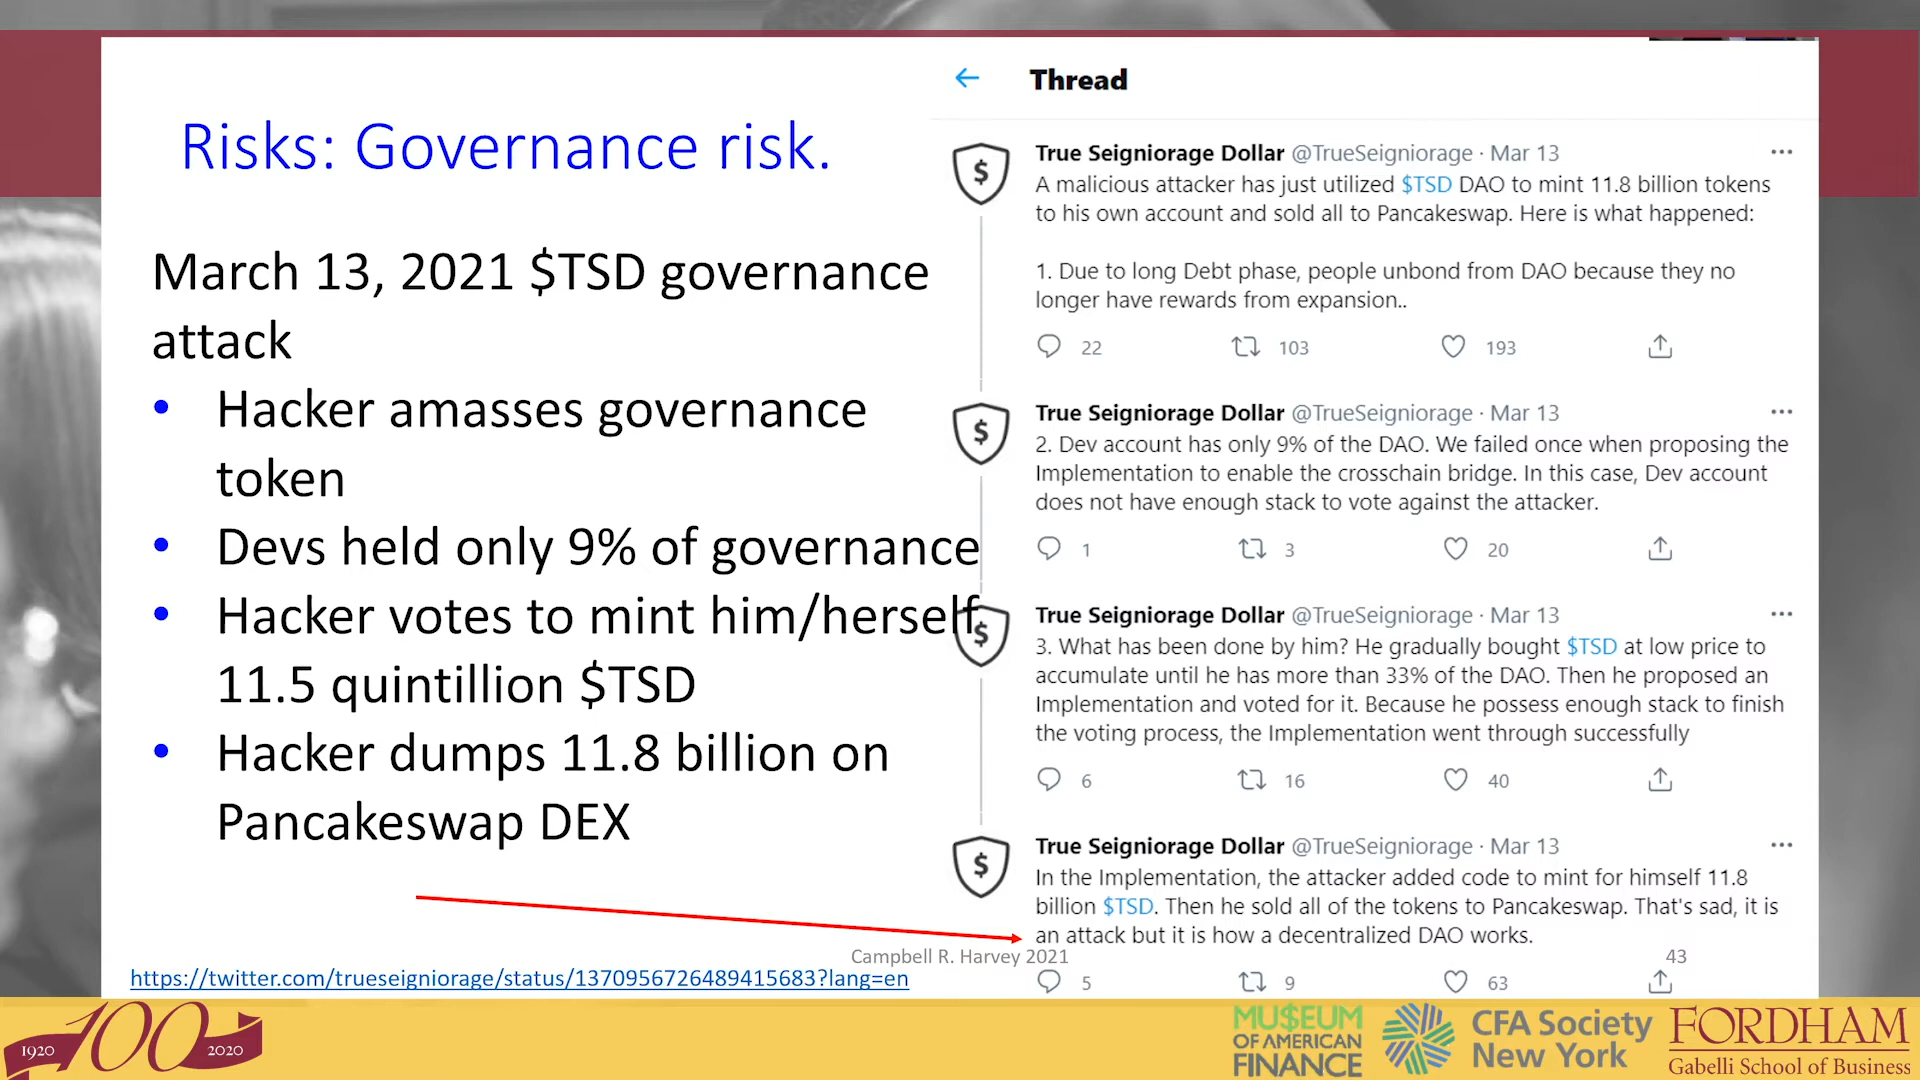 Risks: Governance risk.
March 13, 2021 $TSD governance
attack
• Hacker amasses governance
token
• Devs held only 9% of governance
• Hacker votes to mint him/herself
11.5 quintillion $TSD
• Hacker dumps 11.8 billion on
Pancakeswap DEX
https://twitter.com/trueseigniorage/status/1370956726489415683?lang=en
Thread
True Seigniorage Dollar @TrueSeigniorage · Mar 13
A malicious attacker has just utilized $TSD DAO to mint 11.8 billion tokens
to his own account and sold all to Pancakeswap. Here is what happened:
1. Due to long Debt phase, people unbond from DAO because they no
longer have rewards from expansion..
22 103 193
True Seigniorage Dollar @TrueSeigniorage · Mar 13
2. Dev account has only 9% of the DAO. We failed once when proposing the
Implementation to enable the crosschain bridge. In this case, Dev account
does not have enough stack to vote against the attacker.
1 3 20
True Seigniorage Dollar @TrueSeigniorage · Mar 13
3. What has been done by him? He gradually bought $TSD at low price to
accumulate until he has more than 33% of the DAO. Then he proposed an
Implementation and voted for it. Because he possess enough stack to finish
the voting process, the Implementation went through successfully
6 16 40
True Seigniorage Dollar @TrueSeigniorage · Mar 13
In the Implementation, the attacker added code to mint for himself 11.8
billion $TSD. Then he sold all of the tokens to Pancakeswap. That's sad, it is
an attack but it is how a decentralized DAO works.
5 9 63
Campbell R. Harvey 2021
43
1920 100 2020
MU$EUM
OF AMERICAN
FINANCE
CFA Society
New York
FORDHAM
Gabelli School of Business